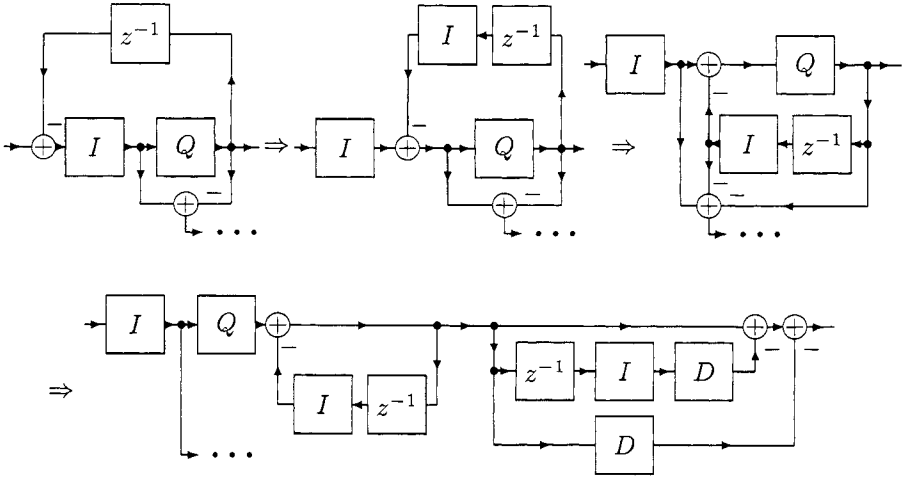 z⁻¹
− I Q − + + ⇒ • • •
I z⁻¹
I + − Q − + ⇒ • • •
I + − Q
I z⁻¹
− − + • • •
⇒ I Q + − + − + −
z⁻¹ I D
I z⁻¹
• • • D